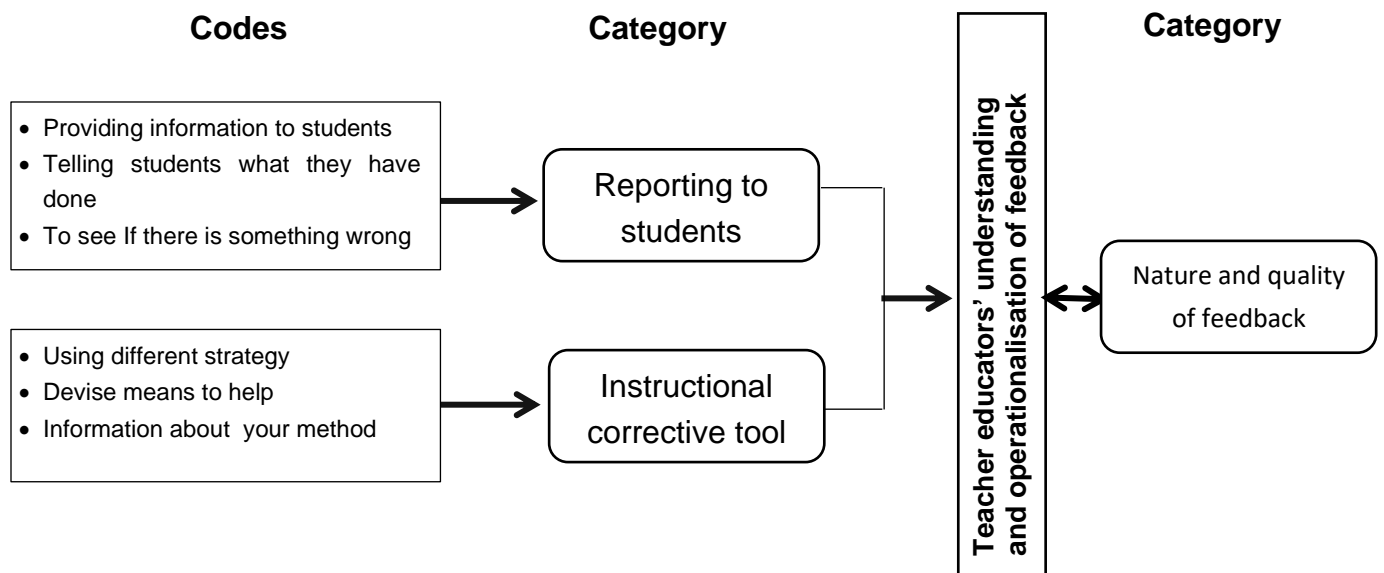 Codes
Category
Category
• Providing information to students
• Telling students what they have
done
• To see If there is something wrong
Reporting to
students
• Using different strategy
• Devise means to help
• Information about your method
Instructional
corrective tool
Teacher educators’ understanding
and operationalisation of feedback
Nature and quality
of feedback